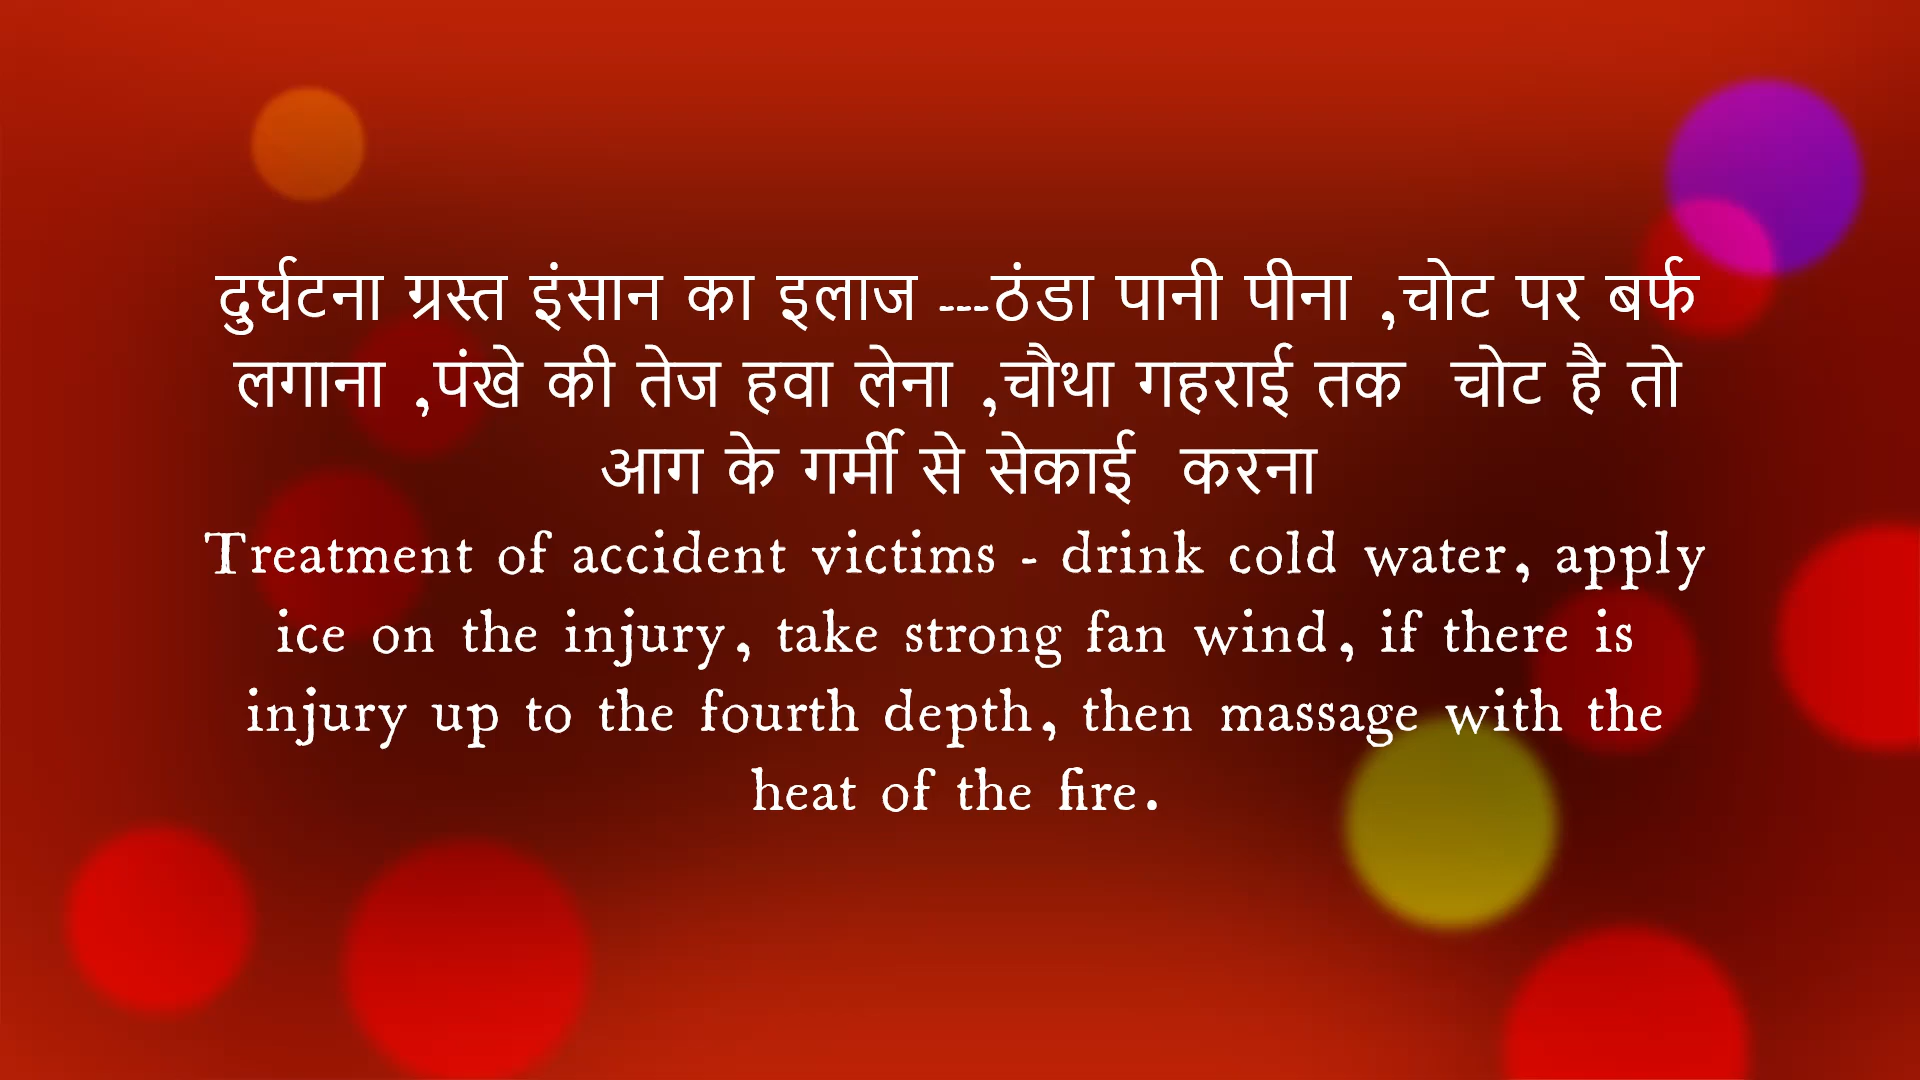 दुर्घटना ग्रस्त इंसान का इलाज ---ठंडा पानी पीना ,चोट पर बर्फ
लगाना ,पंखे की तेज हवा लेना ,चौथा गहराई तक चोट है तो
आग के गर्मी से सेकाई करना
Treatment of accident victims - drink cold water, apply
ice on the injury, take strong fan wind, if there is
injury up to the fourth depth, then massage with the
heat of the fire.